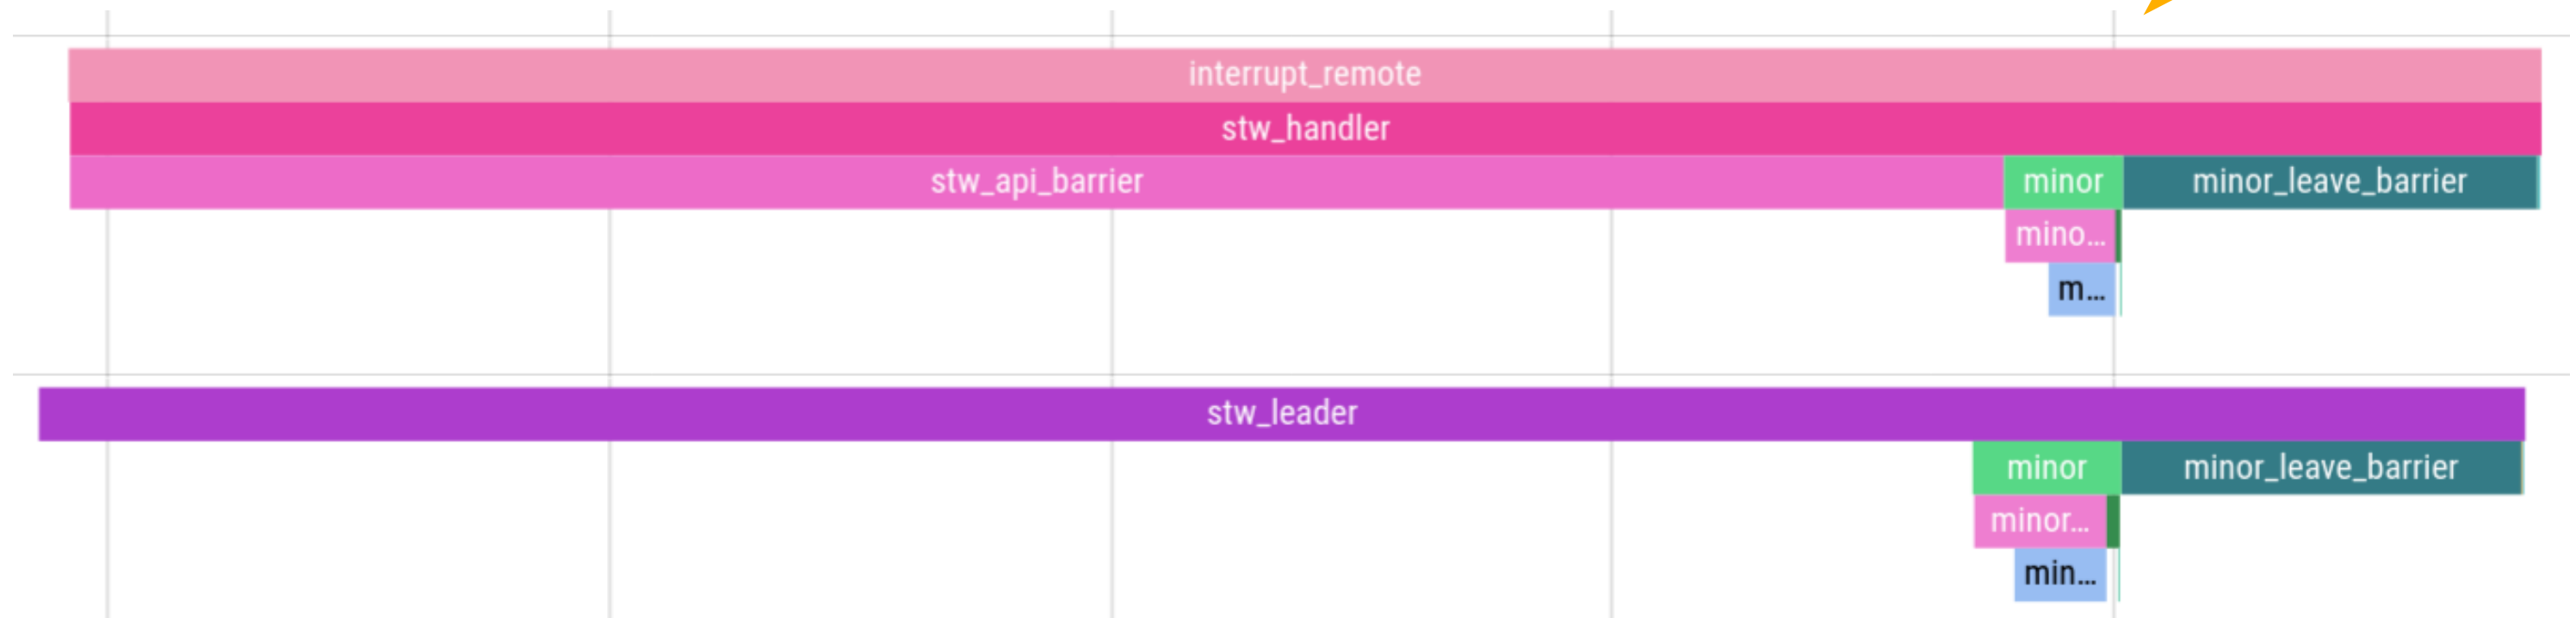 interrupt_remote
stw_handler
stw_api_barrier minor minor_leave_barrier
mino...
m...
stw_leader
minor minor_leave_barrier
minor...
min...